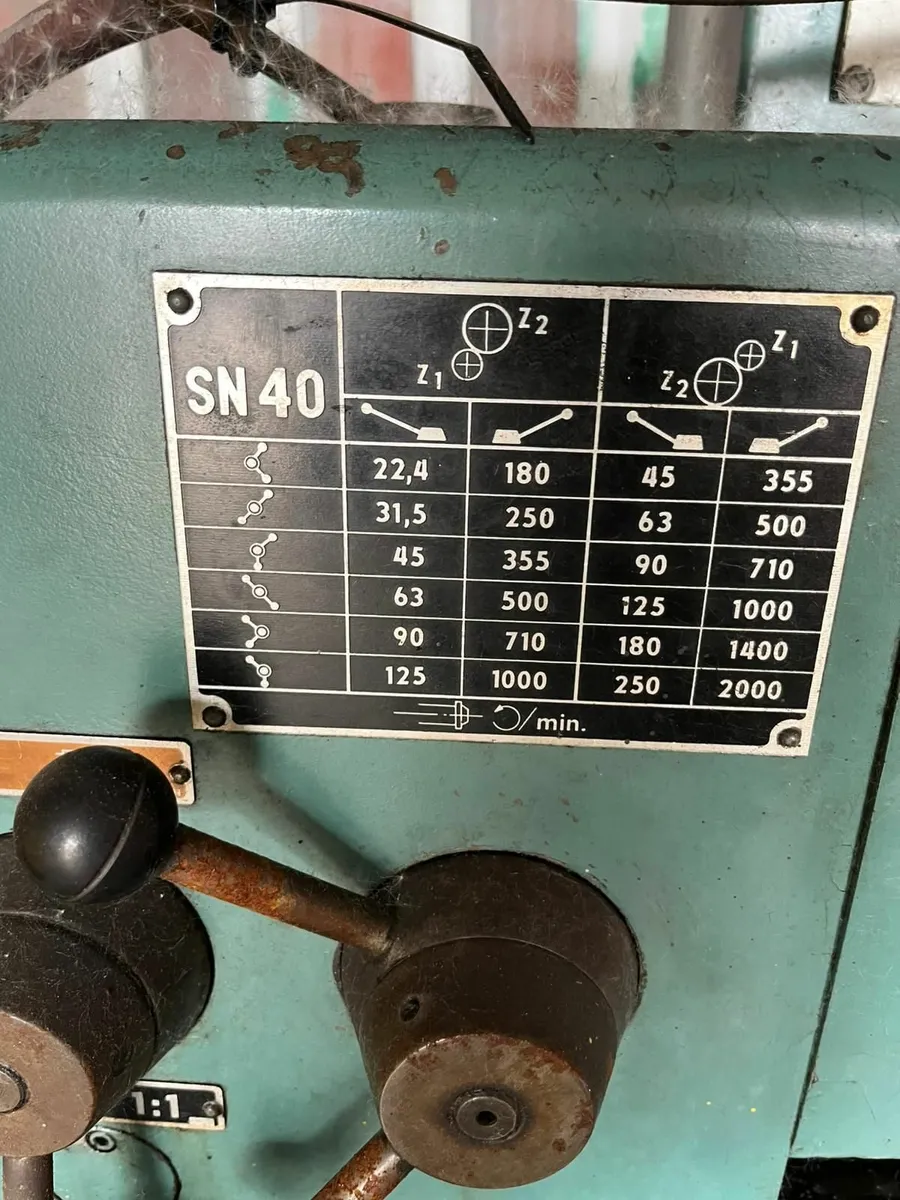 Z2
Z1
Z1
Z2
SN 40
22,4 180 45 355
31,5 250 63 500
45 355 90 710
63 500 125 1000
90 710 180 1400
125 1000 250 2000
/min.
1:1